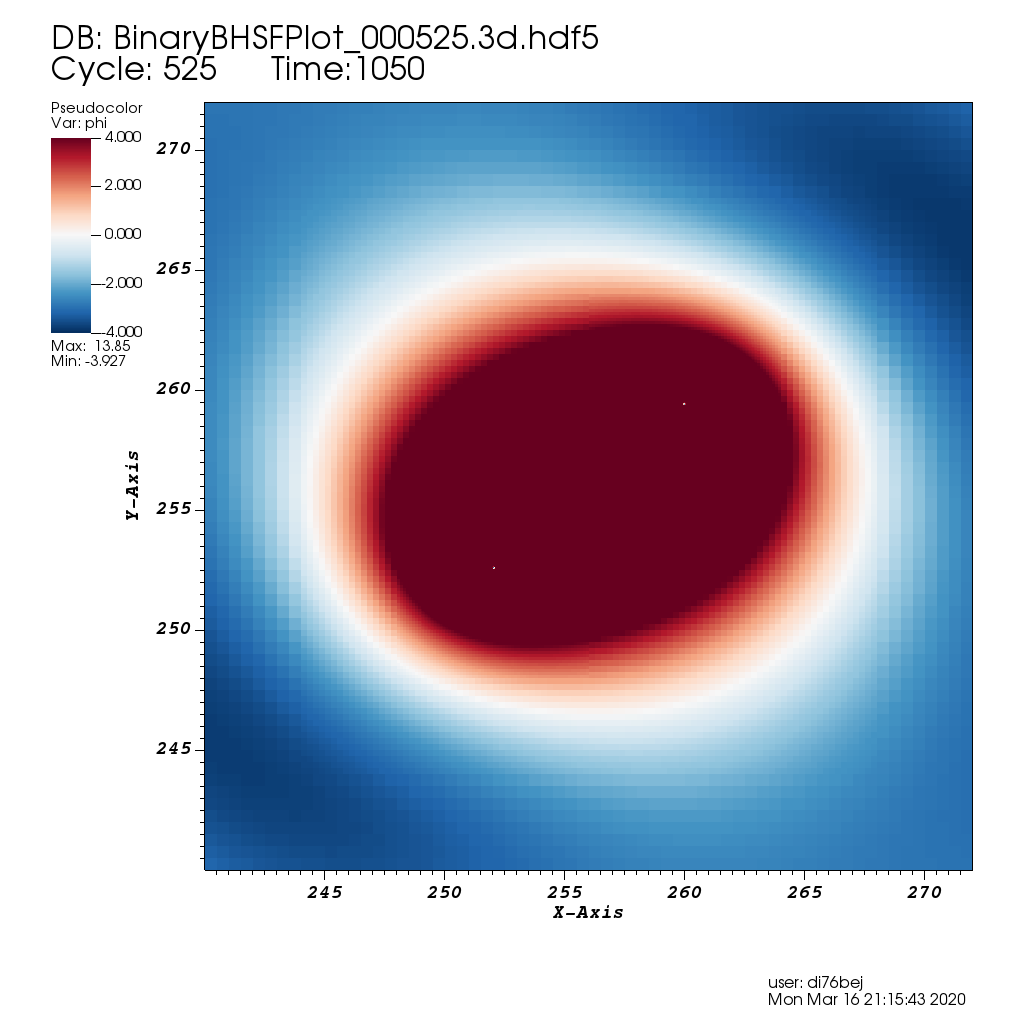 DB: BinaryBHSFPlot_000525.3d.hdf5
Cycle: 525 Time:1050
Pseudocolor
Var: phi
4.000
2.000
0.000
-2.000
-4.000
Max: 13.85
Min: -3.927
270
265
260
255
250
245
Y-Axis
245 250 255 260 265 270
X-Axis
user: di76bej
Mon Mar 16 21:15:43 2020